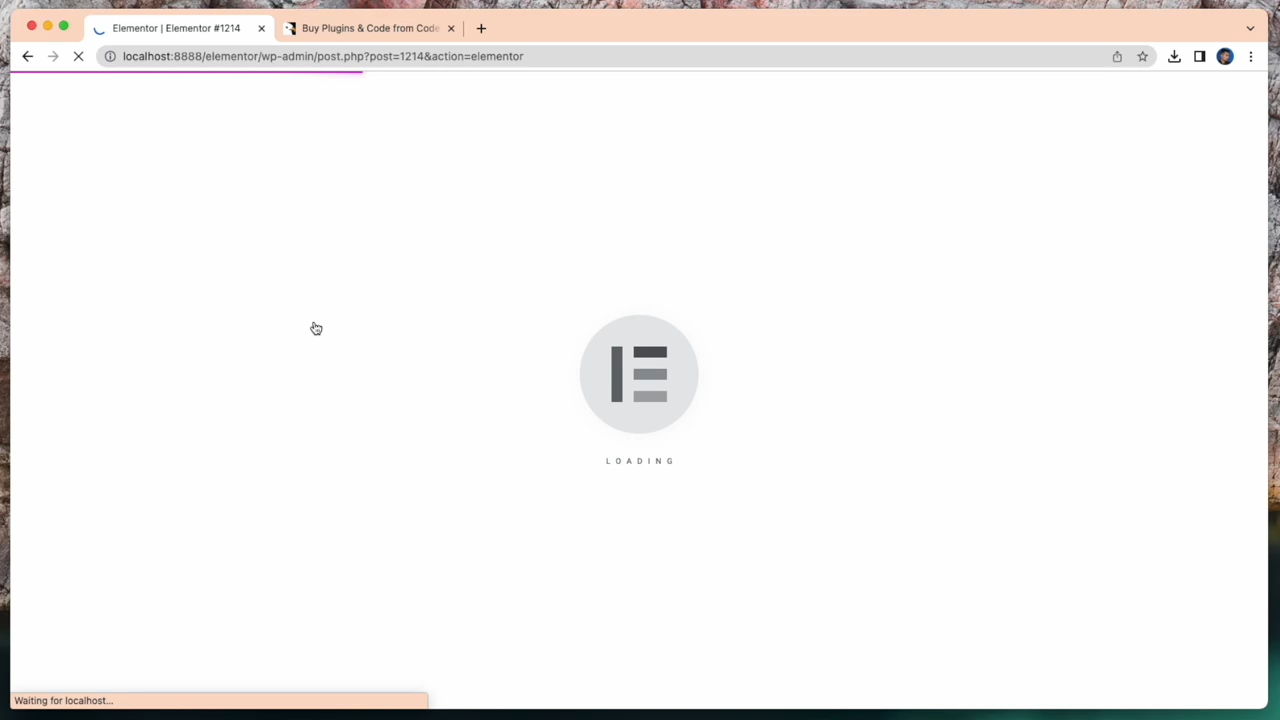 Elementor | Elementor #1214
Buy Plugins & Code from Code
localhost:8888/elementor/wp-admin/post.php?post=1214&action=elementor
LOADING
Waiting for localhost...